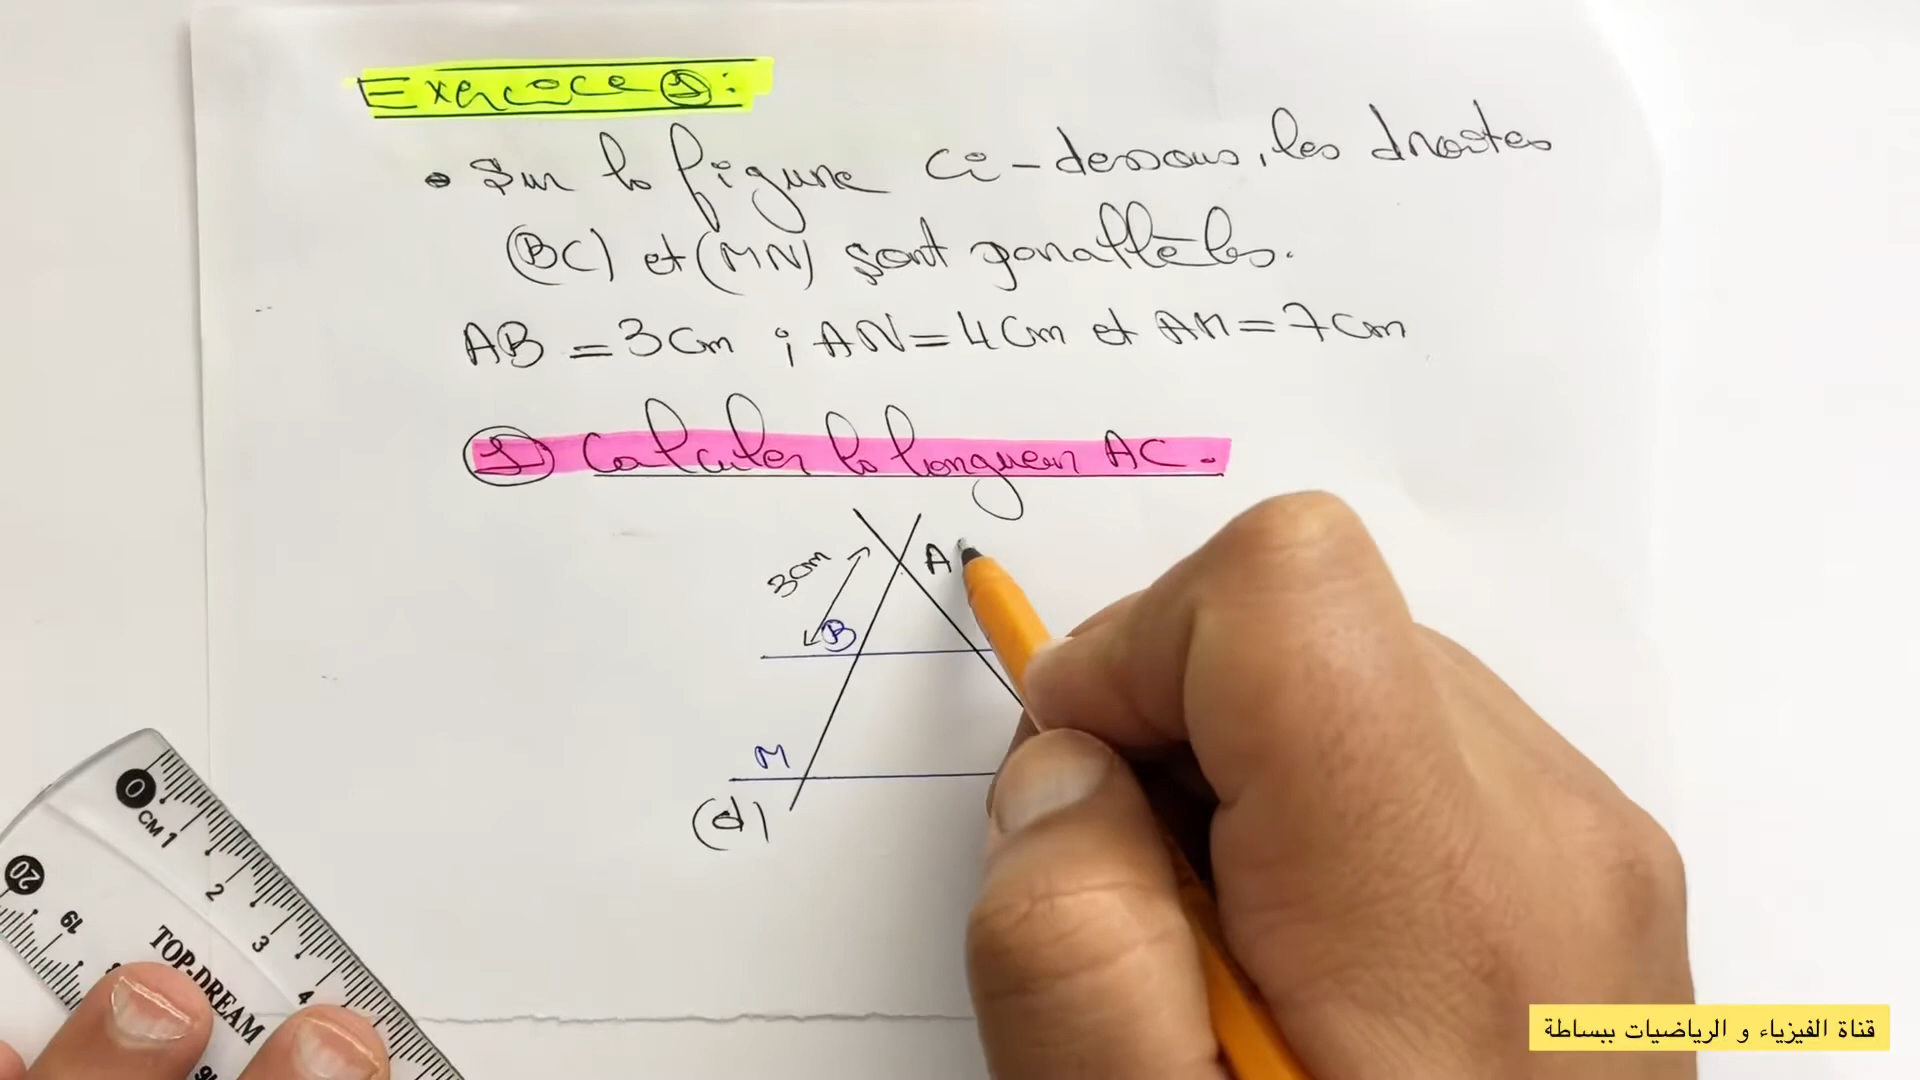 Exercice 1:
• Sur la figure ci-dessous, les droites
(BC) et (MN) sont parallèles.
AB = 3cm ; AN = 4cm et AM = 7cm
1 Calculer la longueur AC.
3cm
A
B
M
(d)
0
CM 1
2
3
4
20
19
TOP-DREAM
قناة الفيزياء و الرياضيات ببساطة